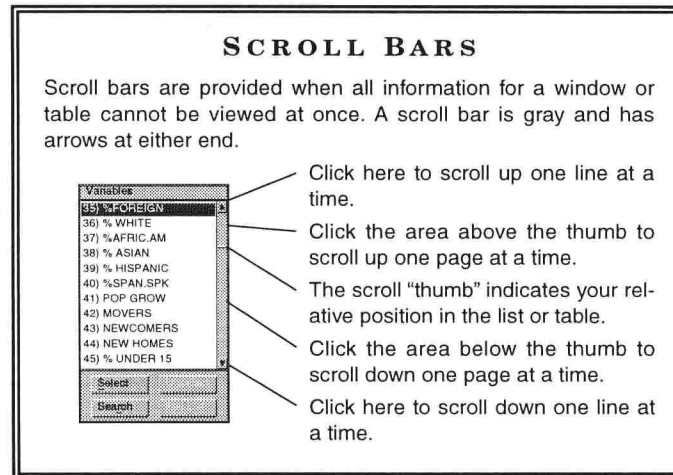 SCROLL BARS
Scroll bars are provided when all information for a window or
table cannot be viewed at once. A scroll bar is gray and has
arrows at either end.
Variables
35) %FOREIGN
36) % WHITE
37) %AFRIC.AM
38) % ASIAN
39) % HISPANIC
40) %SPAN.SPK
41) POP GROW
42) MOVERS
43) NEWCOMERS
44) NEW HOMES
45) % UNDER 15
Select
Search
Click here to scroll up one line at a
time.
Click the area above the thumb to
scroll up one page at a time.
The scroll “thumb” indicates your rel-
ative position in the list or table.
Click the area below the thumb to
scroll down one page at a time.
Click here to scroll down one line at
a time.